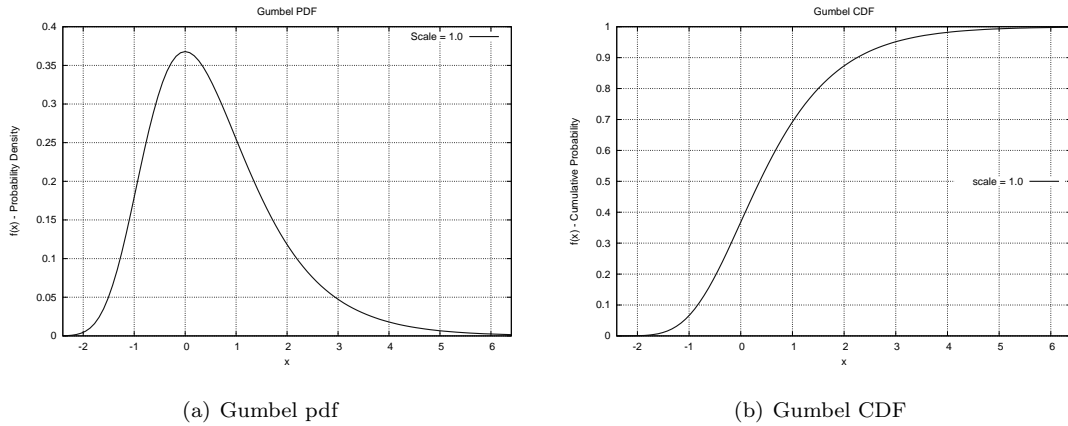 Gumbel PDF
Scale = 1.0
0.4
0.35
0.3
0.25
0.2
0.15
0.1
0.05
0
f(x) - Probability Density
-2 -1 0 1 2 3 4 5 6
x
(a) Gumbel pdf
Gumbel CDF
scale = 1.0
1
0.9
0.8
0.7
0.6
0.5
0.4
0.3
0.2
0.1
0
f(x) - Cumulative Probability
-2 -1 0 1 2 3 4 5 6
x
(b) Gumbel CDF